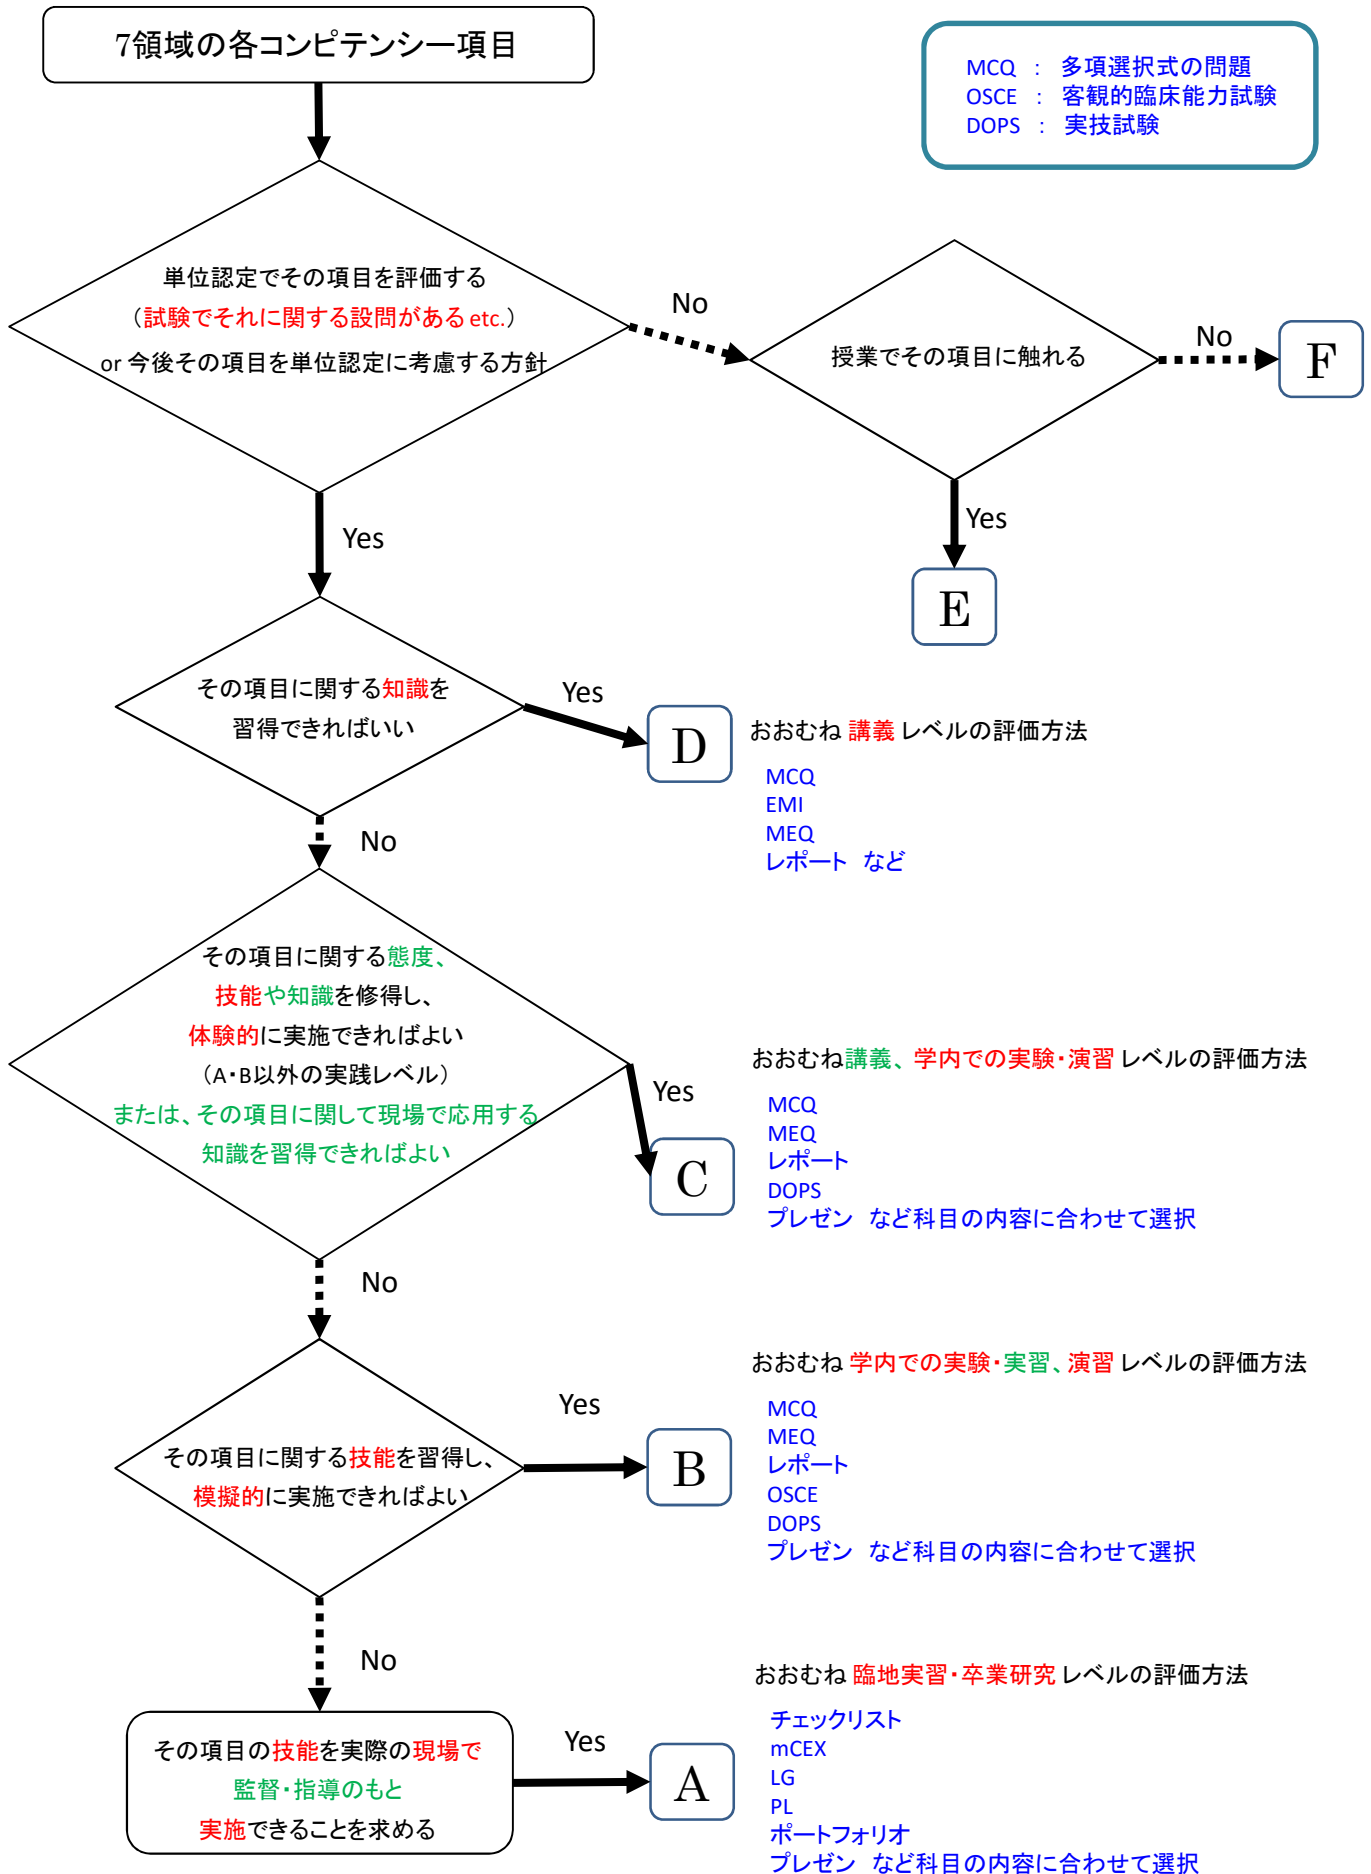 7領域の各コンピテンシー項目
MCQ ： 多項選択式の問題
OSCE ： 客観的臨床能力試験
DOPS ： 実技試験
単位認定でその項目を評価する
（試験でそれに関する設問がある etc.）
or 今後その項目を単位認定に考慮する方針
No
授業でその項目に触れる
No
F
Yes
E
Yes
その項目に関する知識を
習得できればいい
Yes
D
おおむね 講義 レベルの評価方法
MCQ
EMI
MEQ
レポート など
No
その項目に関する態度、
技能や知識を修得し、
体験的に実施できればよい
（A・B以外の実践レベル）
または、その項目に関して現場で応用する
知識を習得できればよい
Yes
C
おおむね講義、学内での実験・演習 レベルの評価方法
MCQ
MEQ
レポート
DOPS
プレゼン など科目の内容に合わせて選択
No
その項目に関する技能を習得し、
模擬的に実施できればよい
Yes
B
おおむね 学内での実験・実習、演習 レベルの評価方法
MCQ
MEQ
レポート
OSCE
DOPS
プレゼン など科目の内容に合わせて選択
No
その項目の技能を実際の現場で
監督・指導のもと
実施できることを求める
Yes
A
おおむね 臨地実習・卒業研究 レベルの評価方法
チェックリスト
mCEX
LG
PL
ポートフォリオ
プレゼン など科目の内容に合わせて選択